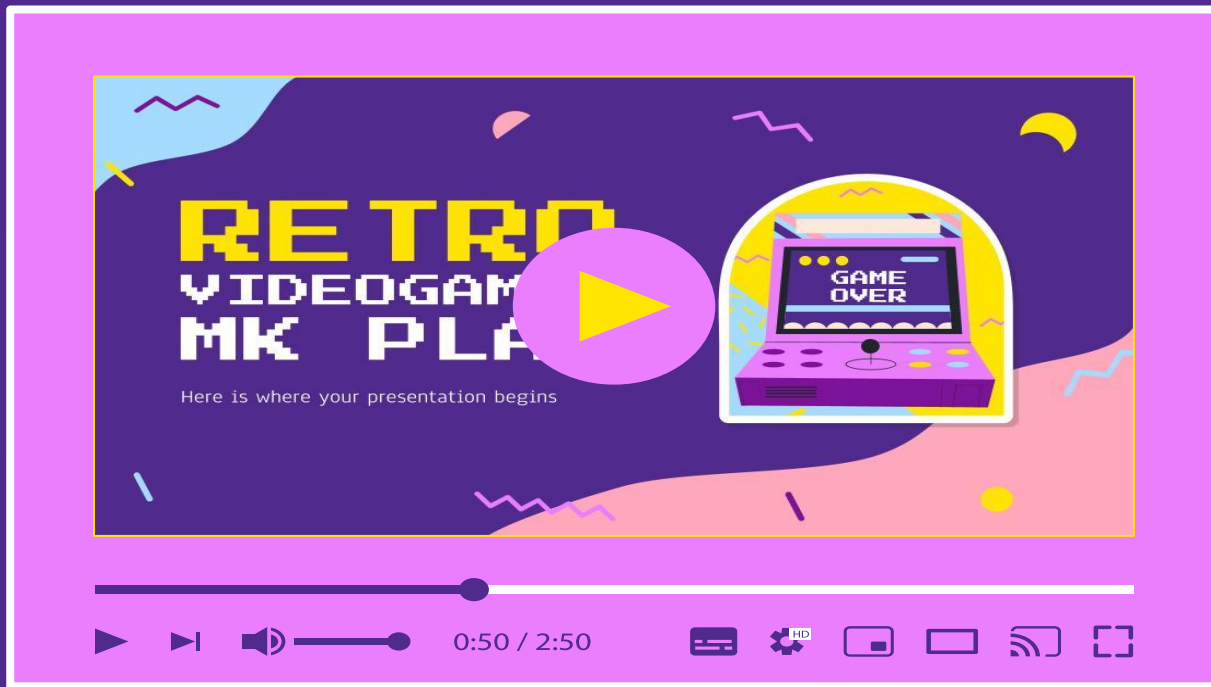 RETRO
VIDEOGAM
MK PLA
Here is where your presentation begins
GAME
OVER
0:50 / 2:50
HD